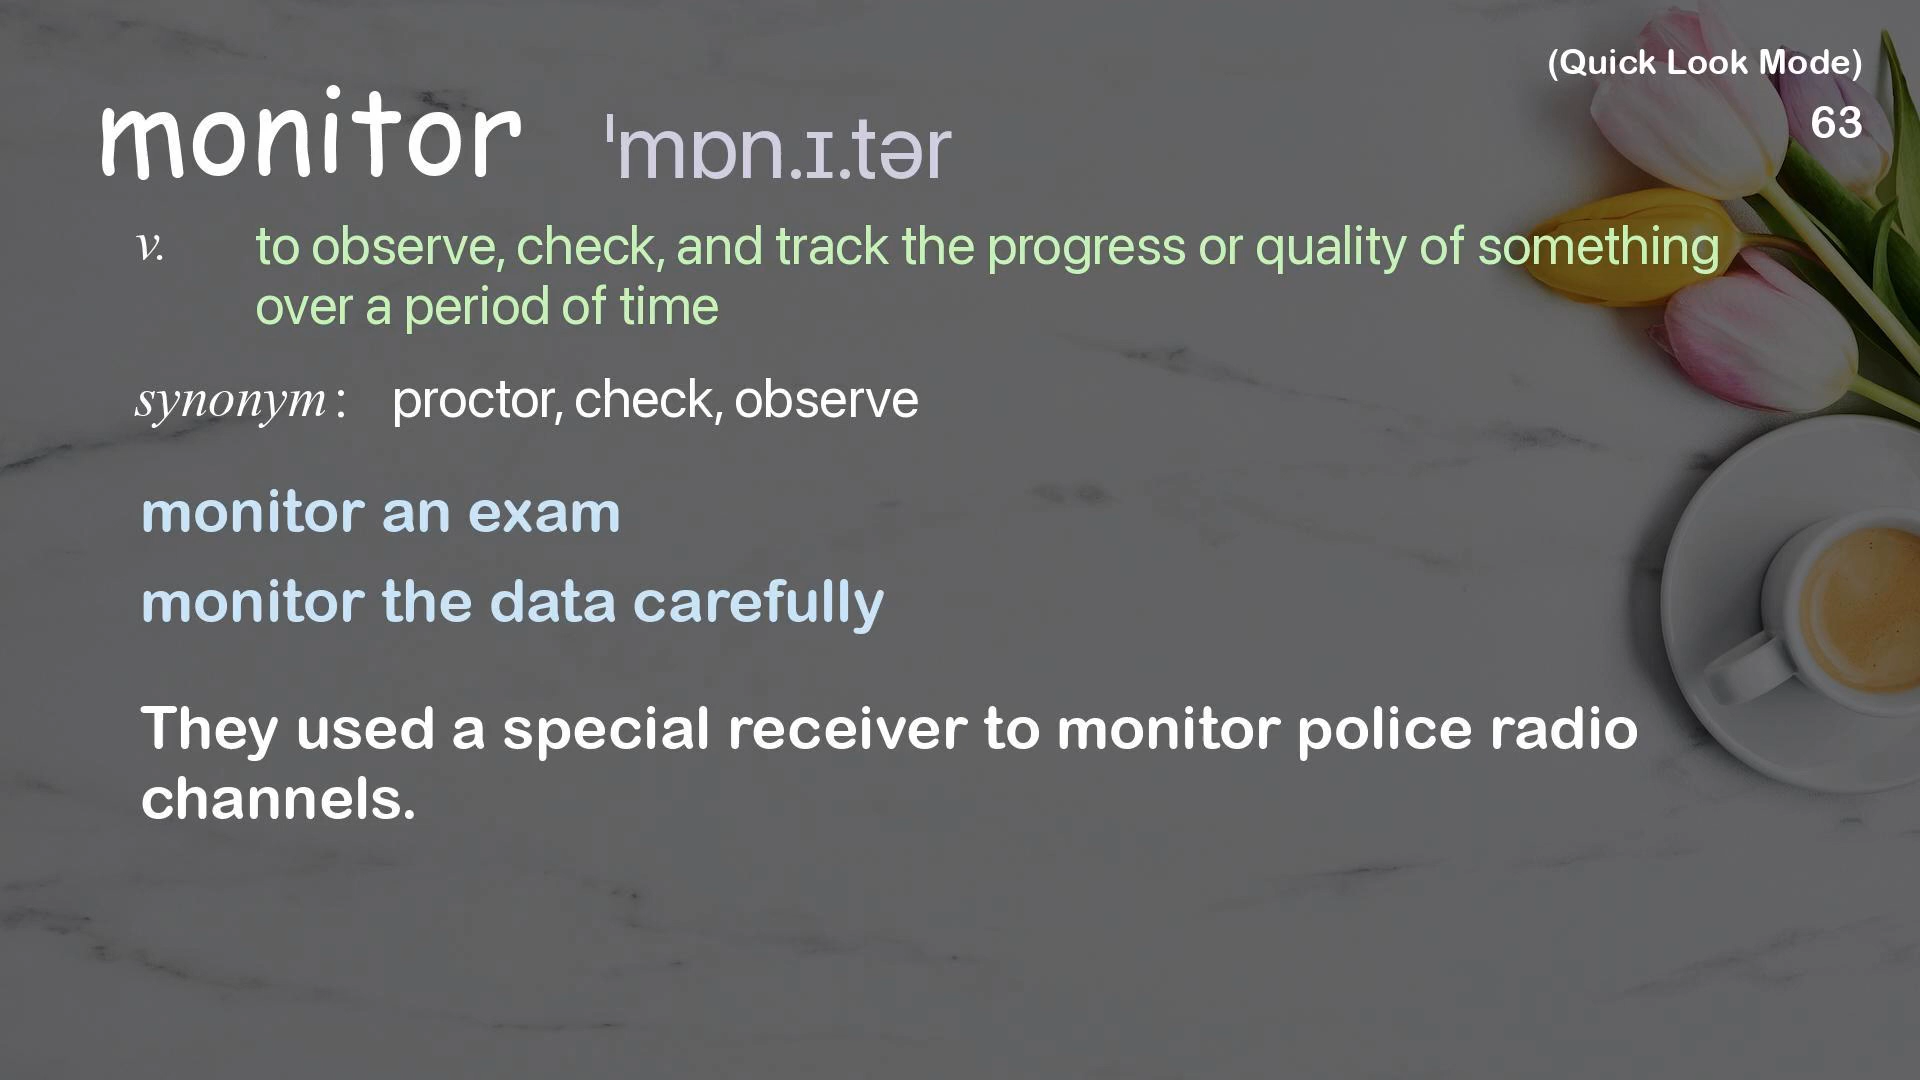 (Quick Look Mode)
63
monitor ˈmɒn.ɪ.tər
v. to observe, check, and track the progress or quality of something
over a period of time
synonym : proctor, check, observe
monitor an exam
monitor the data carefully
They used a special receiver to monitor police radio
channels.